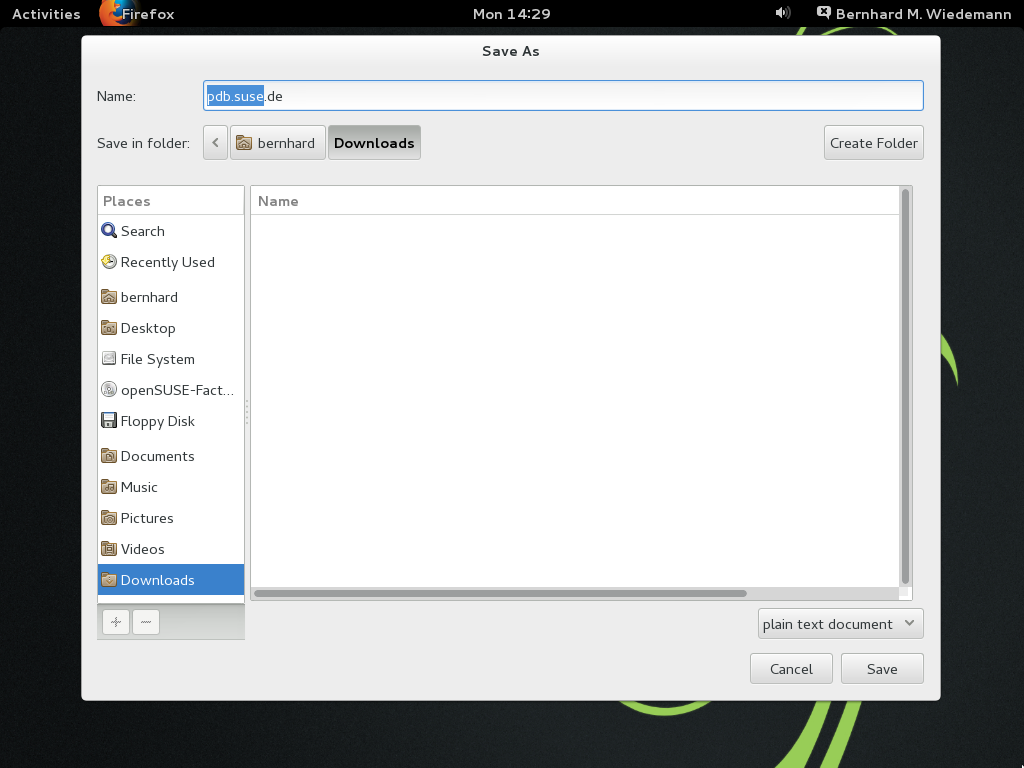 Activities Firefox Mon 14:29 Bernhard M. Wiedemann
Save As
Name: pdb.suse.de
Save in folder: bernhard Downloads Create Folder
Places Name
Search
Recently Used
bernhard
Desktop
File System
openSUSE-Fact...
Floppy Disk
Documents
Music
Pictures
Videos
Downloads
plain text document
Cancel Save